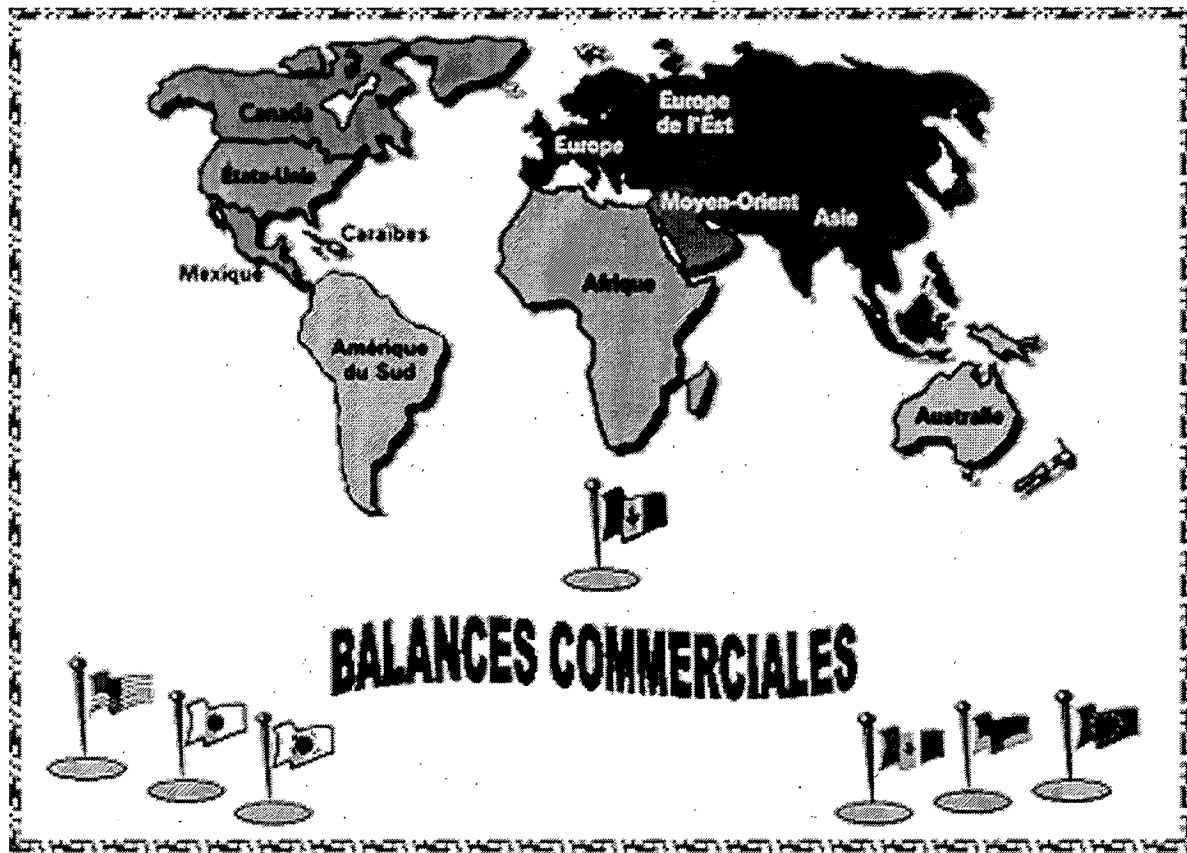 Canada
États-Unis
Caraïbes
Mexique
Amérique
du Sud
Europe
Europe
de l'Est
Moyen-Orient
Asie
Afrique
Australie
BALANCES COMMERCIALES